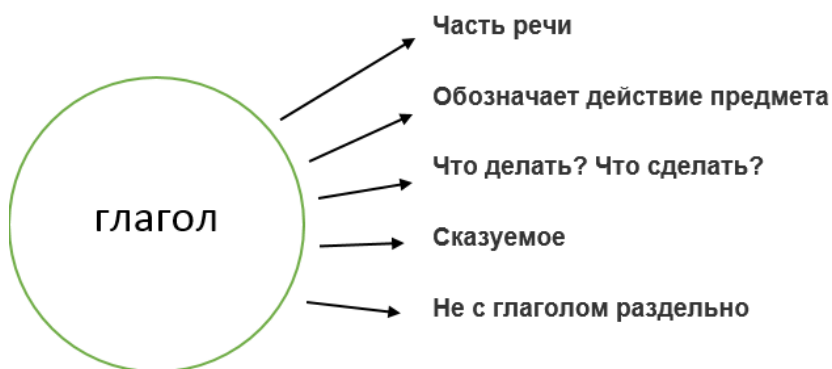 Часть речи
Обозначает действие предмета
Что делать? Что сделать?
глагол
Сказуемое
Не с глаголом раздельно